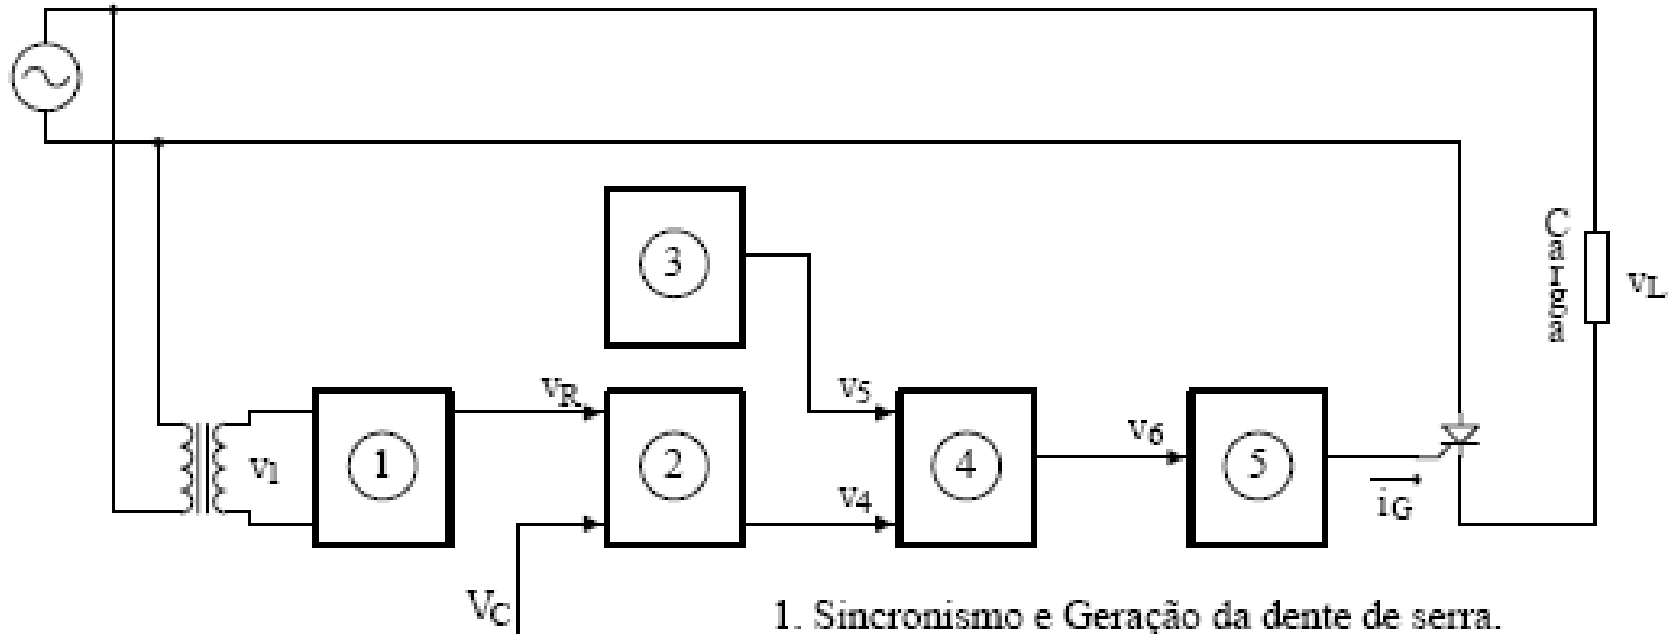 3
Carga
vL
vR
v5
v1
1
2
4
v6
5
v4
iG
VC
1. Sincronismo e Geração da dente de serra.